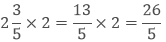 2 3/5 × 2 = 13/5 × 2 = 26/5